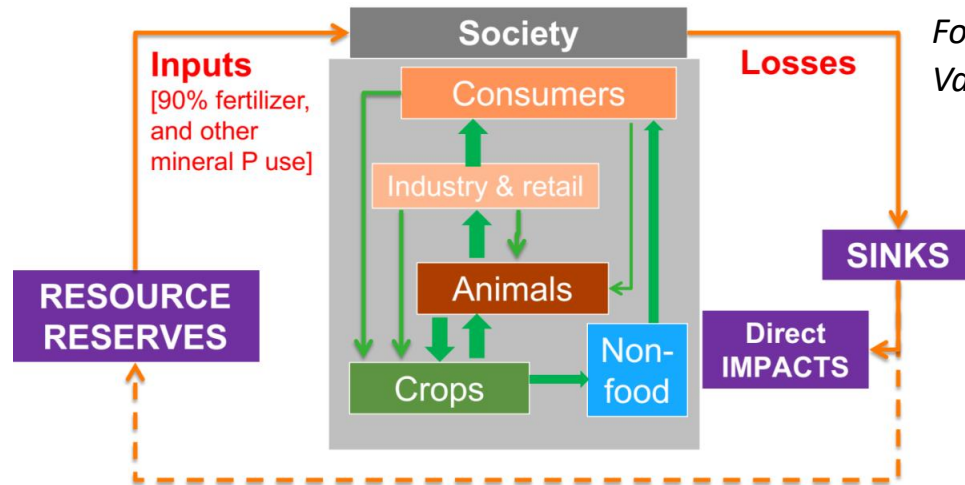 Society
Inputs
[90% fertilizer,
and other
mineral P use]
Losses
Consumers
Industry & retail
Animals
Crops
Non-
food
RESOURCE
RESERVES
SINKS
Direct
IMPACTS